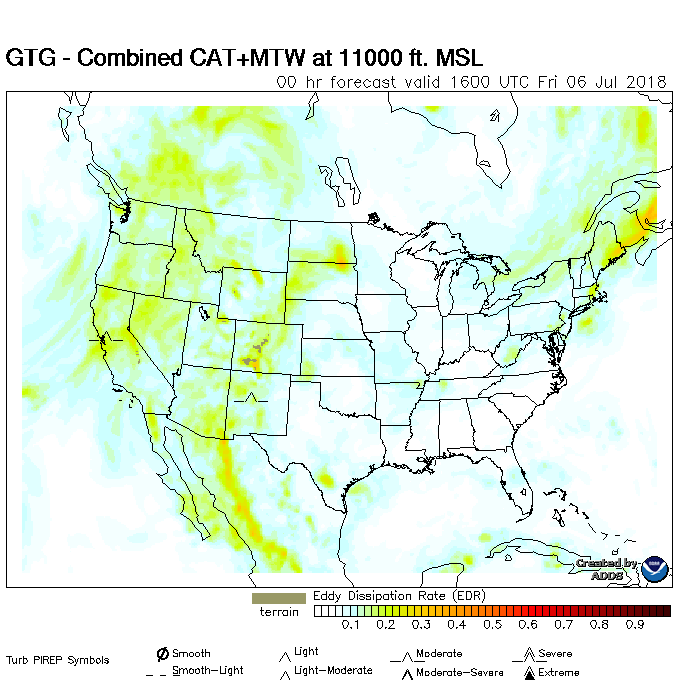 GTG - Combined CAT+MTW at 11000 ft. MSL
00 hr forecast valid 1600 UTC Fri 06 Jul 2018
Created by
ADDS
Eddy Dissipation Rate (EDR)
terrain
0.1 0.2 0.3 0.4 0.5 0.6 0.7 0.8 0.9
Turb PIREP Symbols
Smooth
Light
Moderate
Severe
Smooth-Light
Light-Moderate
Moderate-Severe
Extreme